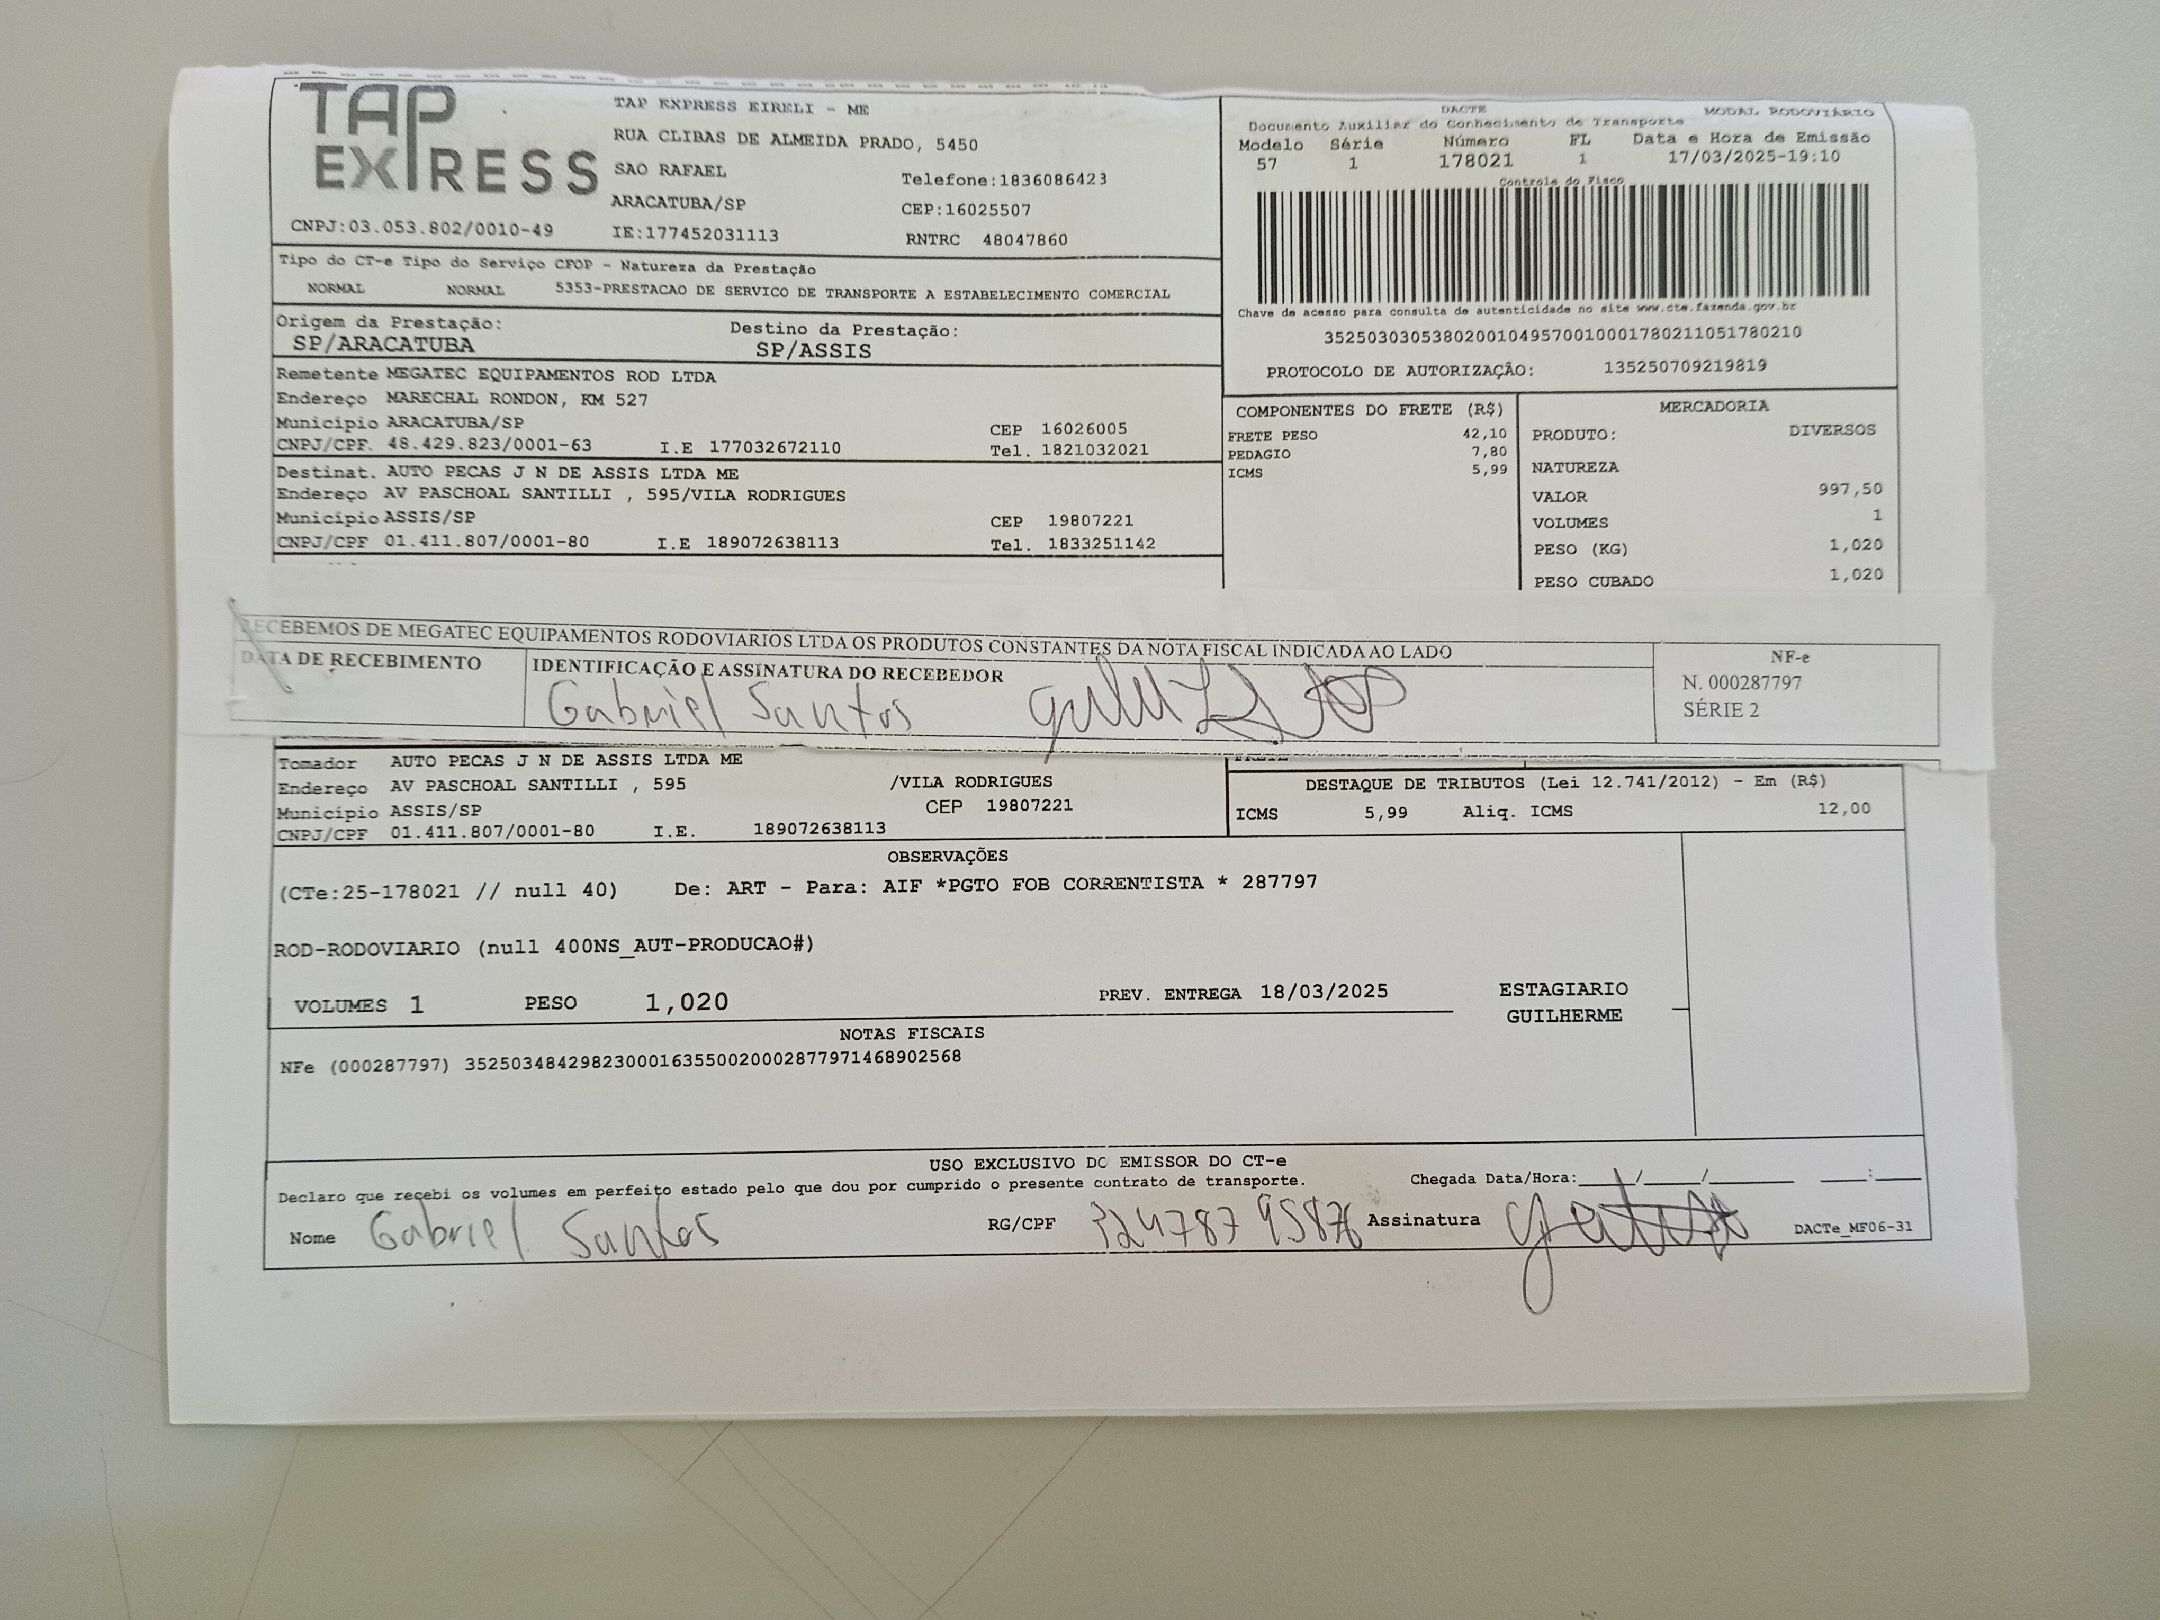 TAP EXPRESS
TAP EXPRESS EIRELI - ME
RUA CLIBAS DE ALMEIDA PRADO, 5450
SAO RAFAEL
Telefone:1836086423
ARACATUBA/SP
CEP:16025507
CNPJ:03.053.802/0010-49
IE:177452031113
RNTRC 48047860
DACTE MODAL RODOVIÁRIO
Documento Auxiliar do Conhecimento de Transporte
Modelo Série Número FL Data e Hora de Emissão
57 1 178021 1 17/03/2025-19:10
Controle do Fisco
Chave de acesso para consulta de autenticidade no site www.cte.fazenda.gov.br
35250303053802001049570010001780211051780210
PROTOCOLO DE AUTORIZAÇÃO: 135250709219819
Tipo do CT-e Tipo do Serviço CFOP - Natureza da Prestação
NORMAL NORMAL 5353-PRESTACAO DE SERVICO DE TRANSPORTE A ESTABELECIMENTO COMERCIAL
Origem da Prestação: Destino da Prestação:
SP/ARACATUBA SP/ASSIS
Remetente MEGATEC EQUIPAMENTOS ROD LTDA
Endereço MARECHAL RONDON, KM 527
Município ARACATUBA/SP CEP 16026005
CNPJ/CPF. 48.429.823/0001-63 I.E 177032672110 Tel. 1821032021
Destinat. AUTO PECAS J N DE ASSIS LTDA ME
Endereço AV PASCHOAL SANTILLI , 595/VILA RODRIGUES
Município ASSIS/SP CEP 19807221
CNPJ/CPF 01.411.807/0001-80 I.E 189072638113 Tel. 1833251142
COMPONENTES DO FRETE (R$)
FRETE PESO 42,10
PEDAGIO 7,80
ICMS 5,99
MERCADORIA
PRODUTO: DIVERSOS
NATUREZA
VALOR 997,50
VOLUMES 1
PESO (KG) 1,020
PESO CUBADO 1,020
RECEBEMOS DE MEGATEC EQUIPAMENTOS RODOVIARIOS LTDA OS PRODUTOS CONSTANTES DA NOTA FISCAL INDICADA AO LADO
DATA DE RECEBIMENTO
IDENTIFICAÇÃO E ASSINATURA DO RECEBEDOR
Gabriel Santos
NF-e
N. 000287797
SÉRIE 2
Tomador AUTO PECAS J N DE ASSIS LTDA ME
Endereço AV PASCHOAL SANTILLI , 595 /VILA RODRIGUES
Município ASSIS/SP CEP 19807221
CNPJ/CPF 01.411.807/0001-80 I.E. 189072638113
DESTAQUE DE TRIBUTOS (Lei 12.741/2012) - Em (R$)
ICMS 5,99 Aliq. ICMS 12,00
OBSERVAÇÕES
(CTe:25-178021 // null 40) De: ART - Para: AIF *PGTO FOB CORRENTISTA * 287797
ROD-RODOVIARIO (null 400NS_AUT-PRODUCAO#)
VOLUMES 1 PESO 1,020 PREV. ENTREGA 18/03/2025
ESTAGIARIO
GUILHERME
NOTAS FISCAIS
NFe (000287797) 35250348429823000163550020002877971468902568
USO EXCLUSIVO DO EMISSOR DO CT-e
Declaro que recebi os volumes em perfeito estado pelo que dou por cumprido o presente contrato de transporte.
Chegada Data/Hora:____/____/______ ___:___
Nome Gabriel Santos RG/CPF Assinatura DACTe_MF06-31